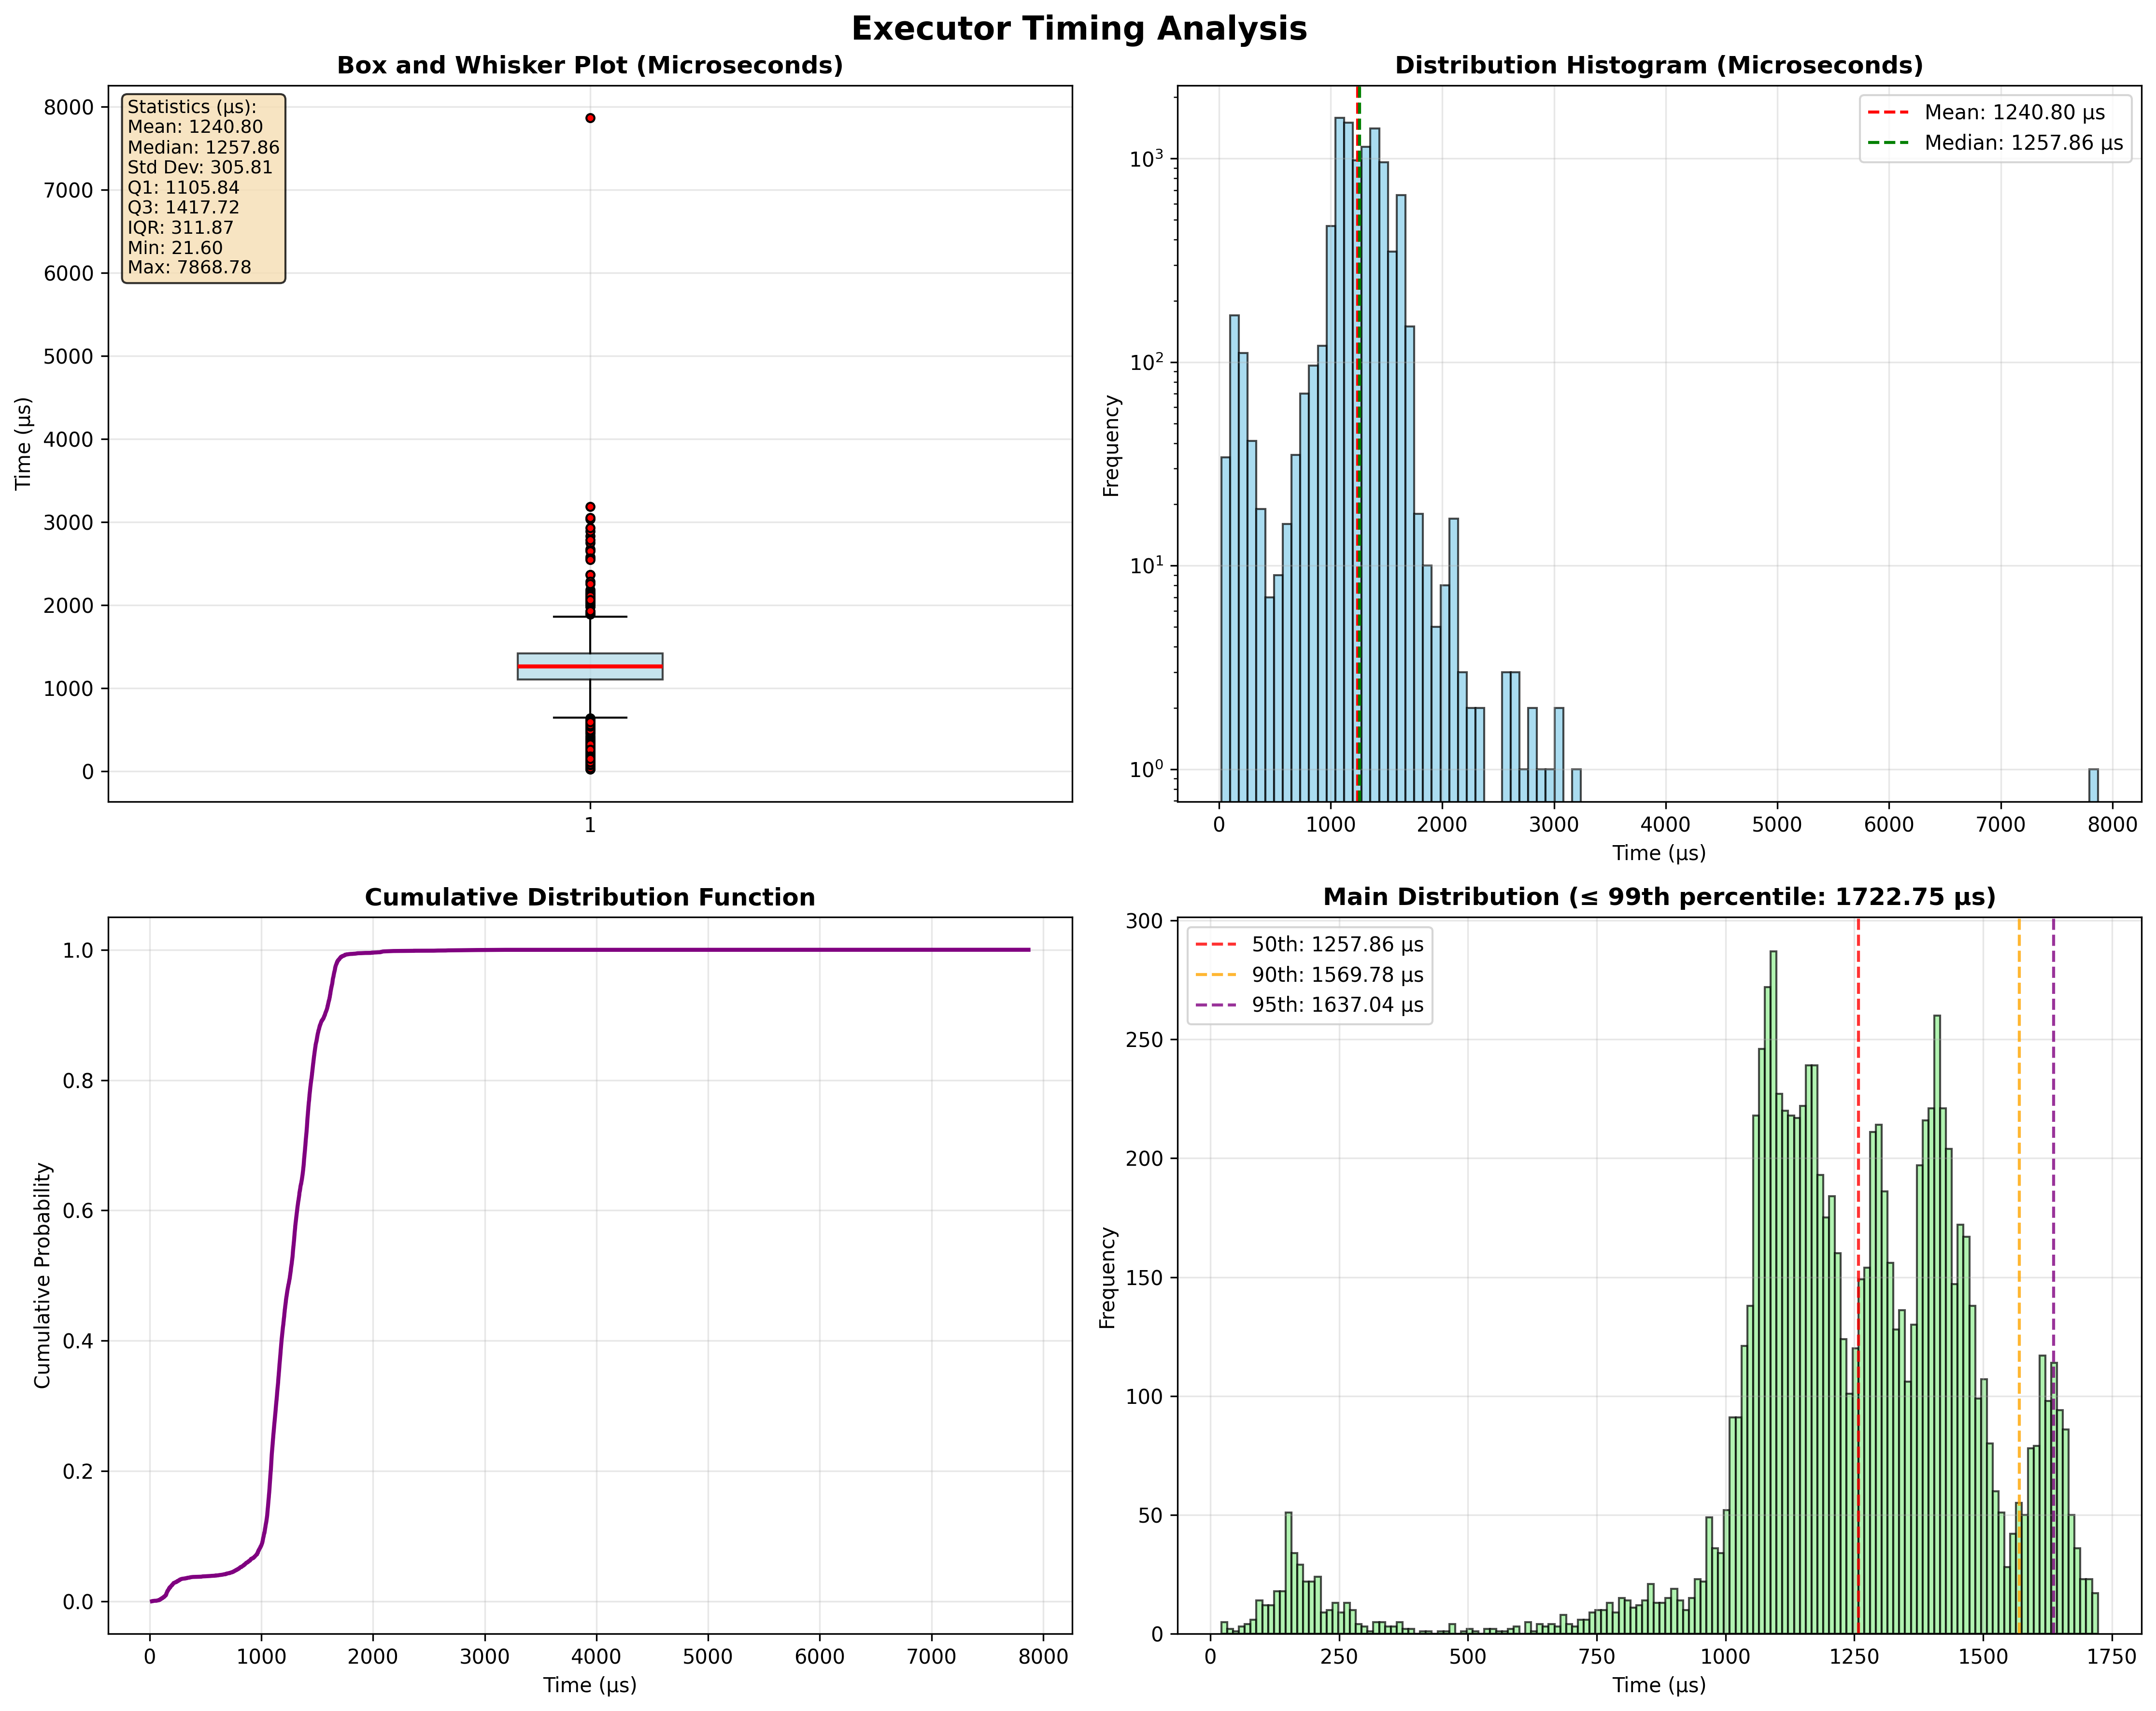 Executor Timing Analysis
Box and Whisker Plot (Microseconds)
8000
7000
6000
5000
4000
3000
2000
1000
0
Time (µs)
1
Statistics (µs):
Mean: 1240.80
Median: 1257.86
Std Dev: 305.81
Q1: 1105.84
Q3: 1417.72
IQR: 311.87
Min: 21.60
Max: 7868.78
Distribution Histogram (Microseconds)
Mean: 1240.80 µs
Median: 1257.86 µs
10³
10²
10¹
10⁰
Frequency
0 1000 2000 3000 4000 5000 6000 7000 8000
Time (µs)
Cumulative Distribution Function
1.0
0.8
0.6
0.4
0.2
0.0
Cumulative Probability
0 1000 2000 3000 4000 5000 6000 7000 8000
Time (µs)
Main Distribution (≤ 99th percentile: 1722.75 µs)
50th: 1257.86 µs
90th: 1569.78 µs
95th: 1637.04 µs
300
250
200
150
100
50
0
Frequency
0 250 500 750 1000 1250 1500 1750
Time (µs)